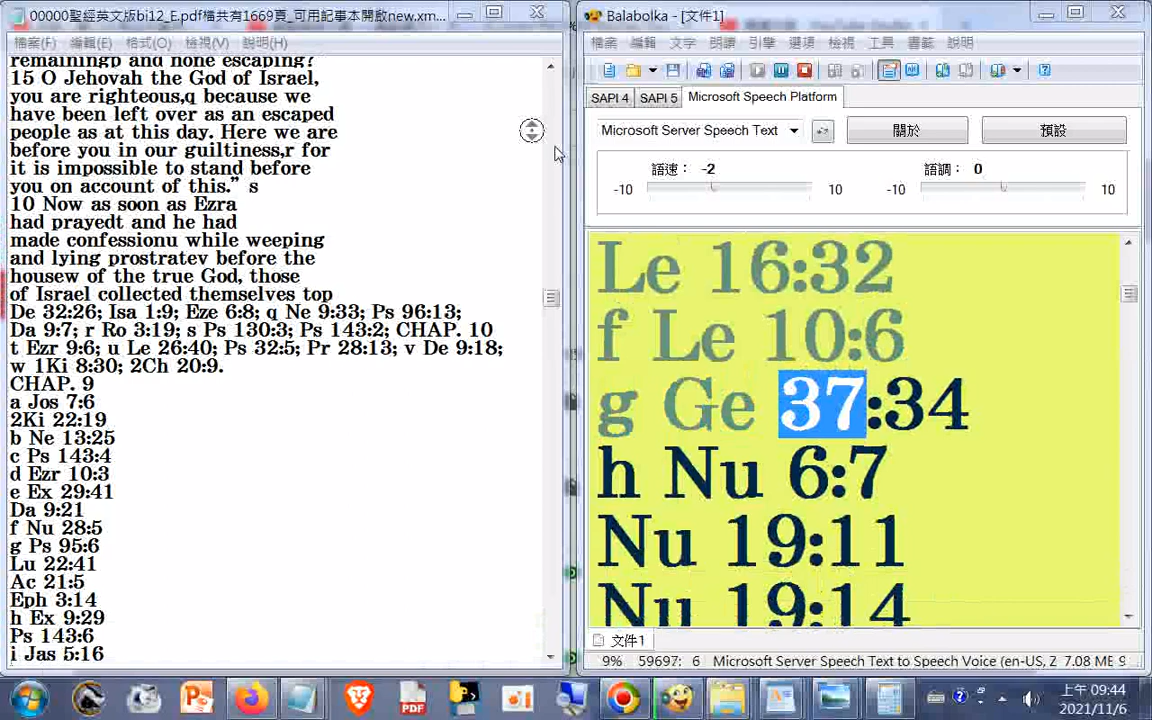 00000聖經英文版bi12_E.pdf檔共有1669頁_可用記事本開啟new.xm...
檔案(F) 編輯(E) 格式(O) 檢視(V) 說明(H)
remainingp and none escaping?
15 O Jehovah the God of Israel,
you are righteous,q because we
have been left over as an escaped
people as at this day. Here we are
before you in our guiltiness,r for
it is impossible to stand before
you on account of this.” s
10 Now as soon as Ezra
had prayedt and he had
made confessionu while weeping
and lying prostratev before the
housew of the true God, those
of Israel collected themselves top
De 32:26; Isa 1:9; Eze 6:8; q Ne 9:33; Ps 96:13;
Da 9:7; r Ro 3:19; s Ps 130:3; Ps 143:2; CHAP. 10
t Ezr 9:6; u Le 26:40; Ps 32:5; Pr 28:13; v De 9:18;
w 1Ki 8:30; 2Ch 20:9.
CHAP. 9
a Jos 7:6
2Ki 22:19
b Ne 13:25
c Ps 143:4
d Ezr 10:3
e Ex 29:41
Da 9:21
f Nu 28:5
g Ps 95:6
Lu 22:41
Ac 21:5
Eph 3:14
h Ex 9:29
Ps 143:6
i Jas 5:16
Balabolka - [文件1]
檔案 編輯 文字 朗讀 引擎 選項 檢視 工具 書籤 說明
SAPI 4 SAPI 5 Microsoft Speech Platform
Microsoft Server Speech Text 關於 預設
語速： -2 語調： 0
-10 10 -10 10
Le 16:32
f Le 10:6
g Ge 37:34
h Nu 6:7
Nu 19:11
Nu 19:14
文件1
9% 59697: 6 Microsoft Server Speech Text to Speech Voice (en-US, Z 7.08 MB
PDF
上午 09:44
2021/11/6